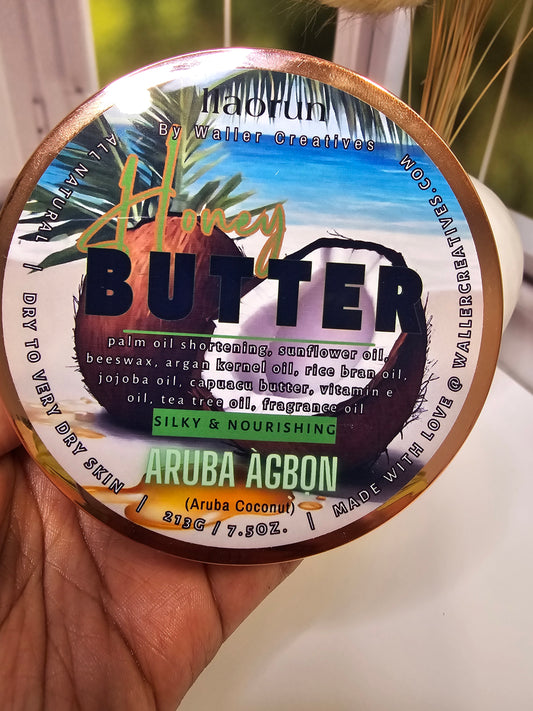 ılaorun
By Waller Creatives
Honey
BUTTER
palm oil shortening, sunflower oil,
beeswax, argan kernel oil, rice bran oil,
jojoba oil, capuacu butter, vitamin e
oil, tea tree oil, fragrance oil
SILKY & NOURISHING
ARUBA ÀGBỌN
(Aruba Coconut)
ALL NATURAL / DRY TO VERY DRY SKIN | 213G / 7.5OZ. | MADE WITH LOVE @ WALLERCREATIVES.COM